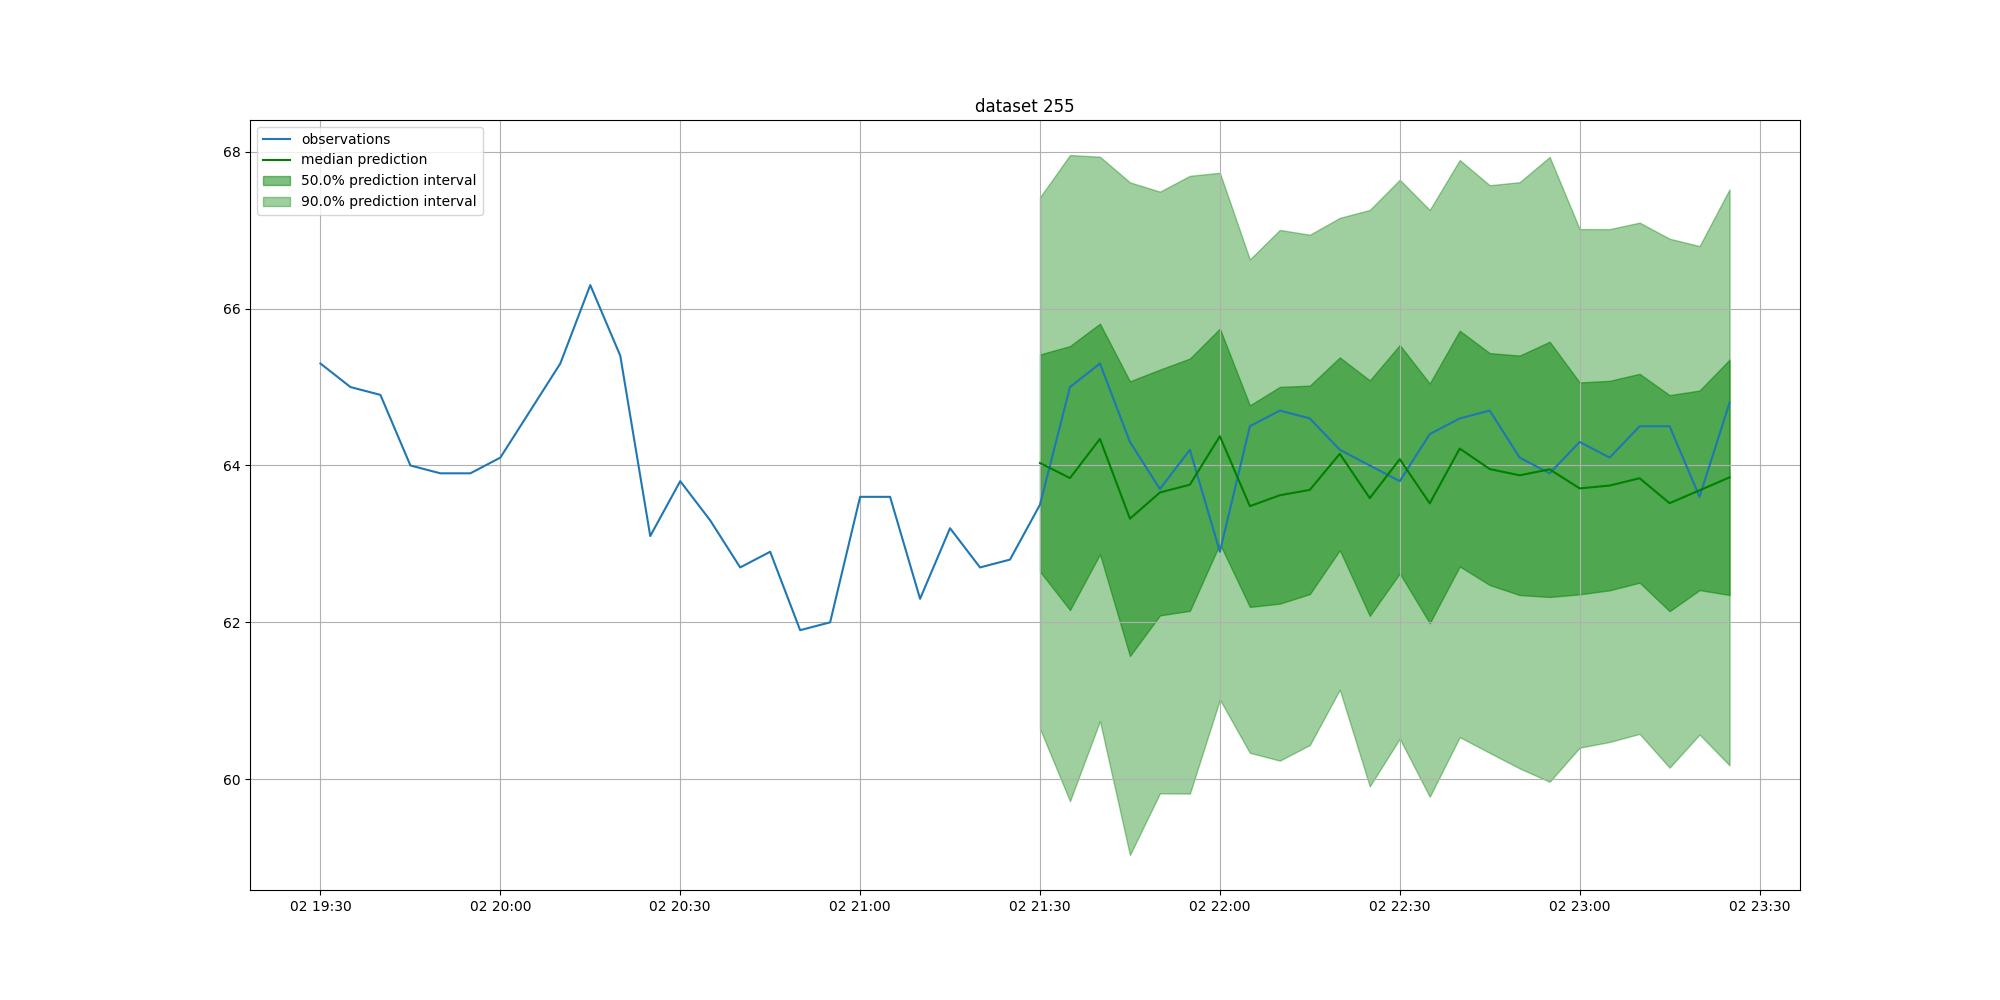 dataset 255
observations
median prediction
50.0% prediction interval
90.0% prediction interval
68
66
64
62
60
02 19:30
02 20:00
02 20:30
02 21:00
02 21:30
02 22:00
02 22:30
02 23:00
02 23:30